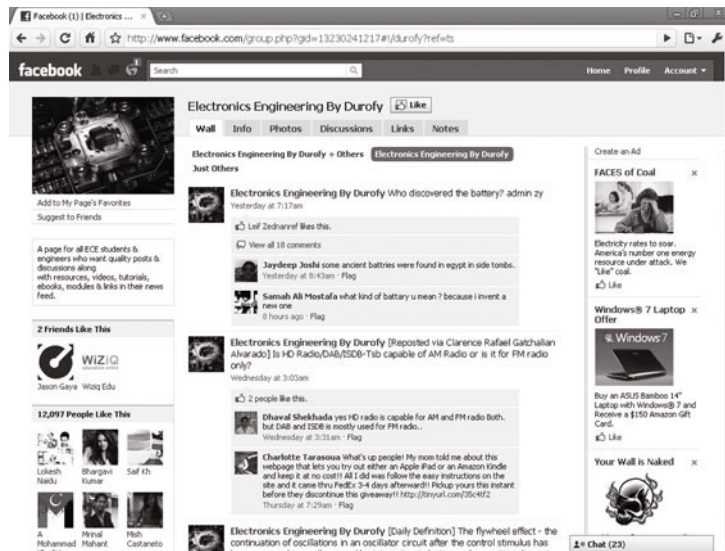 Facebook (1) | Electronics ...
http://www.facebook.com/group.php?gid=13230241217#!/durofy?ref=ts
facebook
1
Search
Home Profile Account
Electronics Engineering By Durofy Like
Wall Info Photos Discussions Links Notes
Electronics Engineering By Durofy + Others Electronics Engineering By Durofy
Just Others
Add to My Page's Favorites
Suggest to Friends
A page for all ECE students &
engineers who want quality posts &
discussions along
with resources, videos, tutorials,
ebooks, modules & links in their news
feed.
2 Friends Like This
WiZiQ
Jason Gaya Wiziq Edu
12,097 People Like This
Lokesh Naidu
Bhargavi Kumar
Saif Kh
A Mohammad
Mrinal Mahant
Mish Castaneto
Electronics Engineering By Durofy Who discovered the battery? admin zy
Yesterday at 7:17am
Leif Zednanref likes this.
View all 18 comments
Jaydeep Joshi some ancient battries were found in egypt in side tombs.
Yesterday at 8:43am · Flag
Samah Ali Mostafa what kind of battary u mean ? because i invent a
new one
8 hours ago · Flag
Electronics Engineering By Durofy [Reposted via Clarence Rafael Gatchalian
Alvarado] Is HD Radio/DAB/ISDB-Tsb capable of AM Radio or is it for FM radio
only?
Wednesday at 3:03am
2 people like this.
Dhaval Shekhada yes HD radio is capable for AM and FM radio Both.
but DAB and ISDB is mostly used for FM radio..
Wednesday at 3:31am · Flag
Charlotte Tarasoua What's up people! My mom told me about this
webpage that lets you try out either an Apple iPad or an Amazon Kindle
and keep it at no cost!! All I did was follow the easy instructions on the
site and it came thru FedEx 3-4 days afterward!! Pickup yours this instant
before they discontinue this giveaway!! http://tinyurl.com/35c4tf2
Thursday at 7:29am · Flag
Electronics Engineering By Durofy [Daily Definition] The flywheel effect - the
continuation of oscillations in an oscillator circuit after the control stimulus has
Create an Ad
FACES of Coal
Electricity rates to soar.
America's number one energy
resource under attack. We
"Like" coal.
Like
Windows® 7 Laptop
Offer
Windows 7
Buy an ASUS Bamboo 14"
Laptop with Windows® 7 and
Receive a $150 Amazon Gift
Card.
Like
Your Wall is Naked
Chat (23)